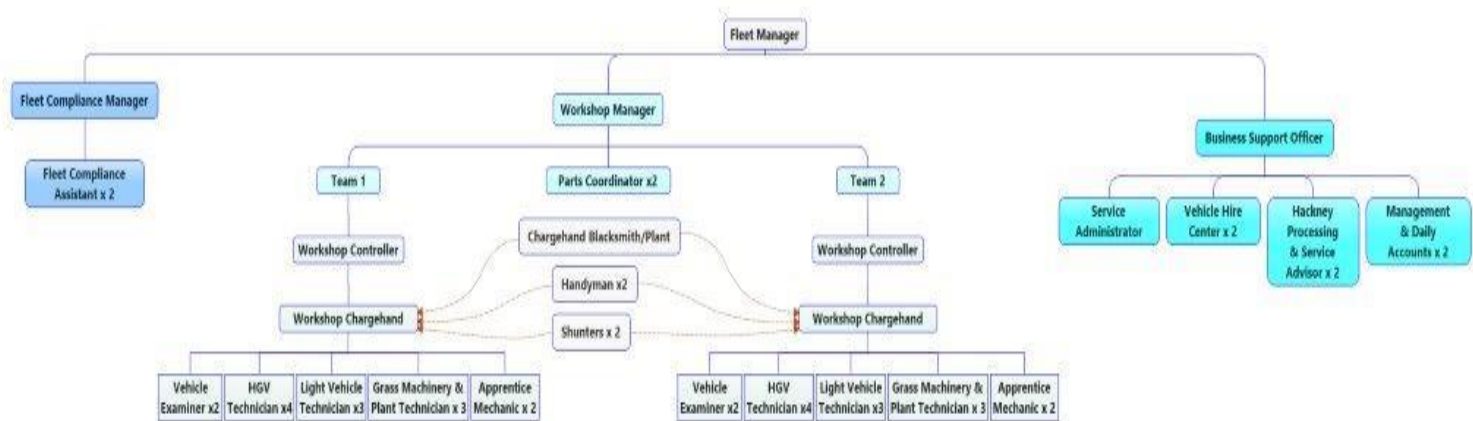 Fleet Manager
Fleet Compliance Manager
Workshop Manager
Business Support Officer
Fleet Compliance
Assistant x 2
Team 1
Parts Coordinator x2
Team 2
Service
Administrator
Vehicle Hire
Center x 2
Hackney
Processing
& Service
Advisor x 2
Management
& Daily
Accounts x 2
Chargehand Blacksmith/Plant
Workshop Controller
Workshop Controller
Handyman x2
Workshop Chargehand
Workshop Chargehand
Shunters x 2
Vehicle
Examiner x2
HGV
Technician x4
Light Vehicle
Technician x3
Grass Machinery &
Plant Technician x 3
Apprentice
Mechanic x 2
Vehicle
Examiner x2
HGV
Technician x4
Light Vehicle
Technician x3
Grass Machinery &
Plant Technician x 3
Apprentice
Mechanic x 2